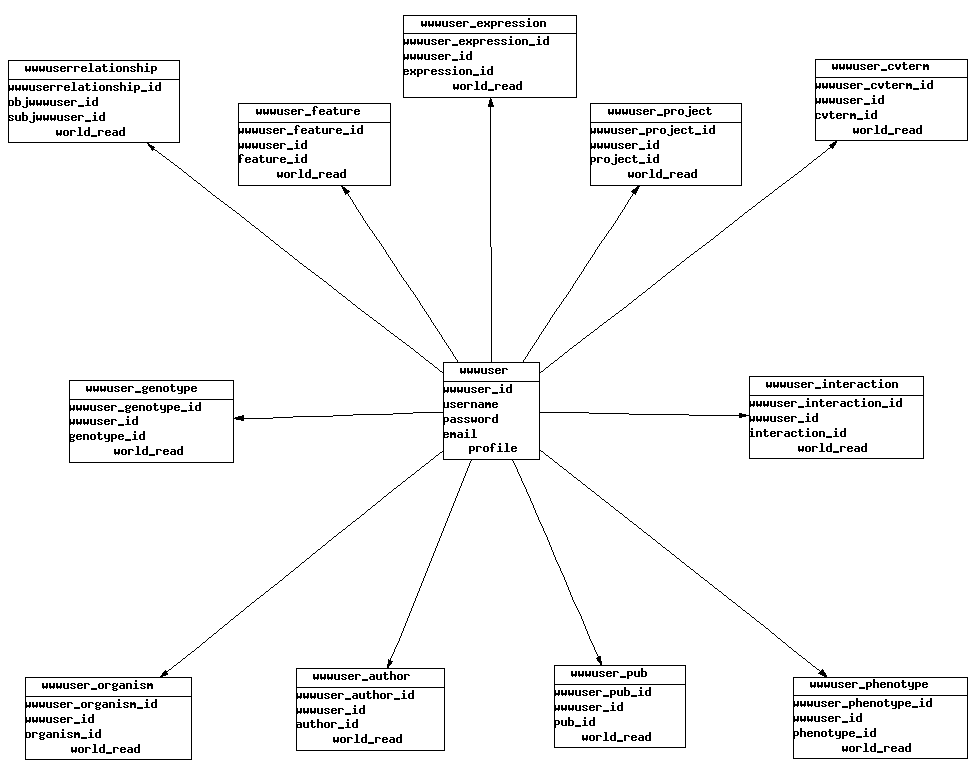 wwwuser_expression
wwwuser_expression_id
wwwuser_id
expression_id
world_read
wwwuserrelationship
wwwuserrelationship_id
objwwwuser_id
subjwwwuser_id
world_read
wwwuser_cvterm
wwwuser_cvterm_id
wwwuser_id
cvterm_id
world_read
wwwuser_feature
wwwuser_feature_id
wwwuser_id
feature_id
world_read
wwwuser_project
wwwuser_project_id
wwwuser_id
project_id
world_read
wwwuser
wwwuser_id
username
password
email
profile
wwwuser_genotype
wwwuser_genotype_id
wwwuser_id
genotype_id
world_read
wwwuser_interaction
wwwuser_interaction_id
wwwuser_id
interaction_id
world_read
wwwuser_organism
wwwuser_organism_id
wwwuser_id
organism_id
world_read
wwwuser_author
wwwuser_author_id
wwwuser_id
author_id
world_read
wwwuser_pub
wwwuser_pub_id
wwwuser_id
pub_id
world_read
wwwuser_phenotype
wwwuser_phenotype_id
wwwuser_id
phenotype_id
world_read